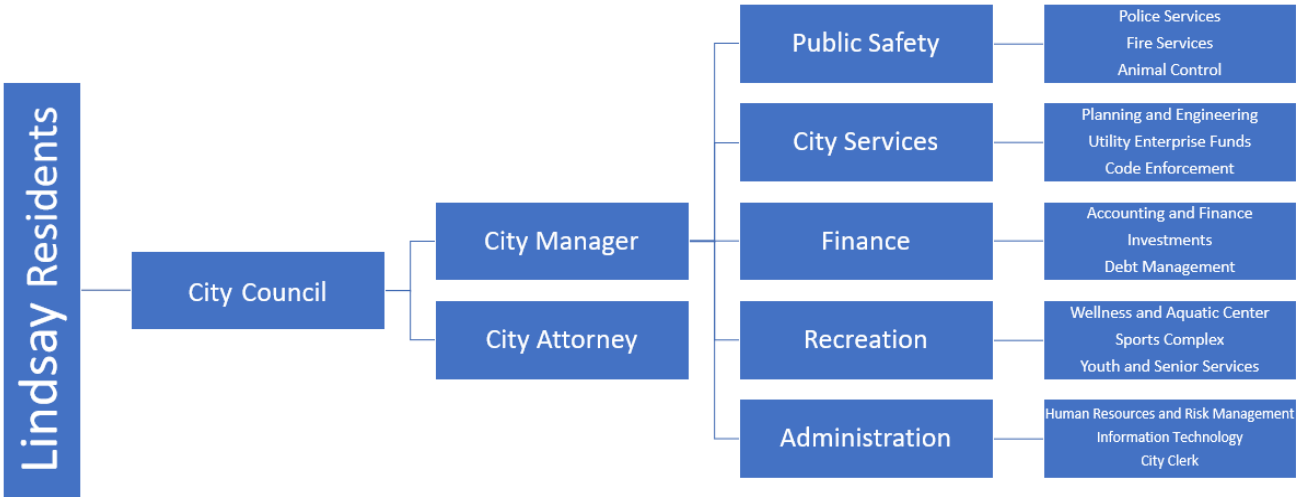 Lindsay Residents
City Council
City Manager
City Attorney
Public Safety
Police Services
Fire Services
Animal Control
City Services
Planning and Engineering
Utility Enterprise Funds
Code Enforcement
Finance
Accounting and Finance
Investments
Debt Management
Recreation
Wellness and Aquatic Center
Sports Complex
Youth and Senior Services
Administration
Human Resources and Risk Management
Information Technology
City Clerk